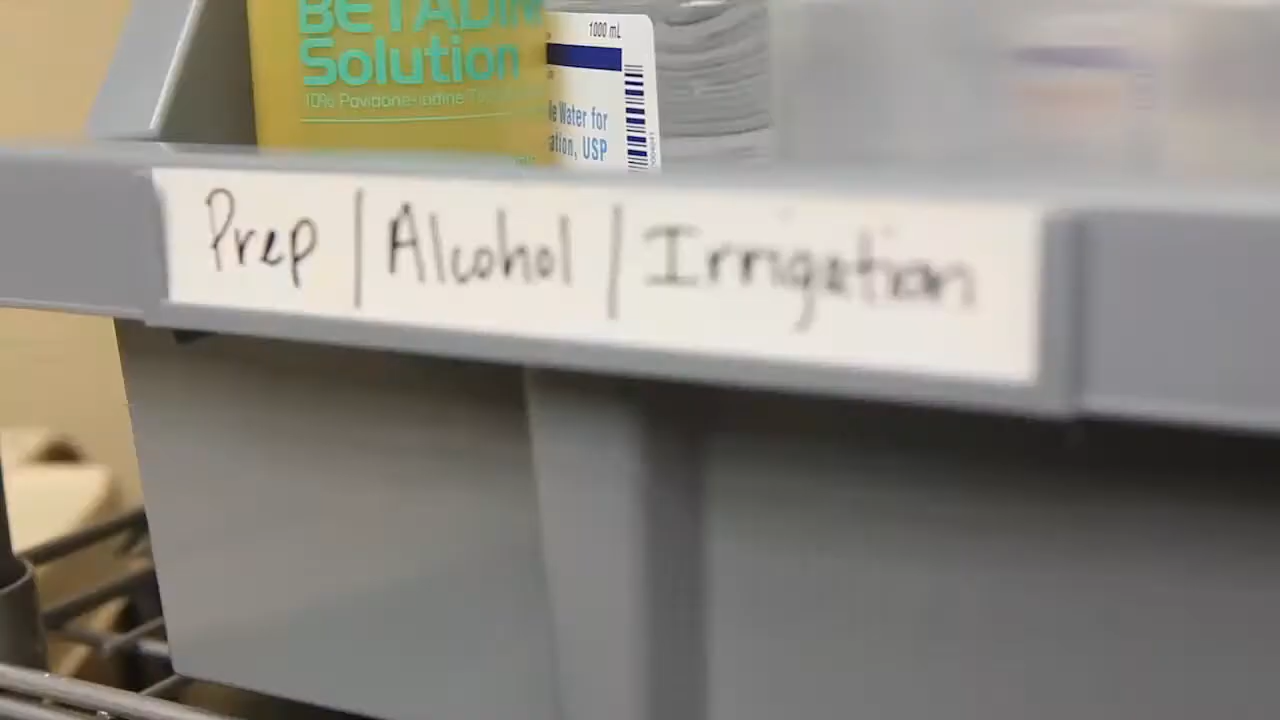 BETADIN
Solution
10% Povidone-Iodine
1000 mL
le Water for
ation, USP
Prep | Alcohol | Irrigation